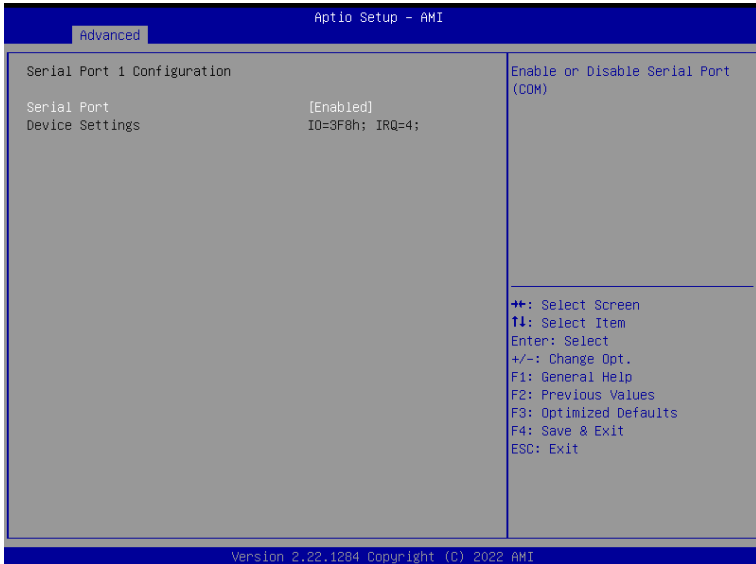 Aptio Setup - AMI
Advanced
Serial Port 1 Configuration
Serial Port [Enabled]
Device Settings IO=3F8h; IRQ=4;
Enable or Disable Serial Port
(COM)
→←: Select Screen
↑↓: Select Item
Enter: Select
+/-: Change Opt.
F1: General Help
F2: Previous Values
F3: Optimized Defaults
F4: Save & Exit
ESC: Exit
Version 2.22.1284 Copyright (C) 2022 AMI